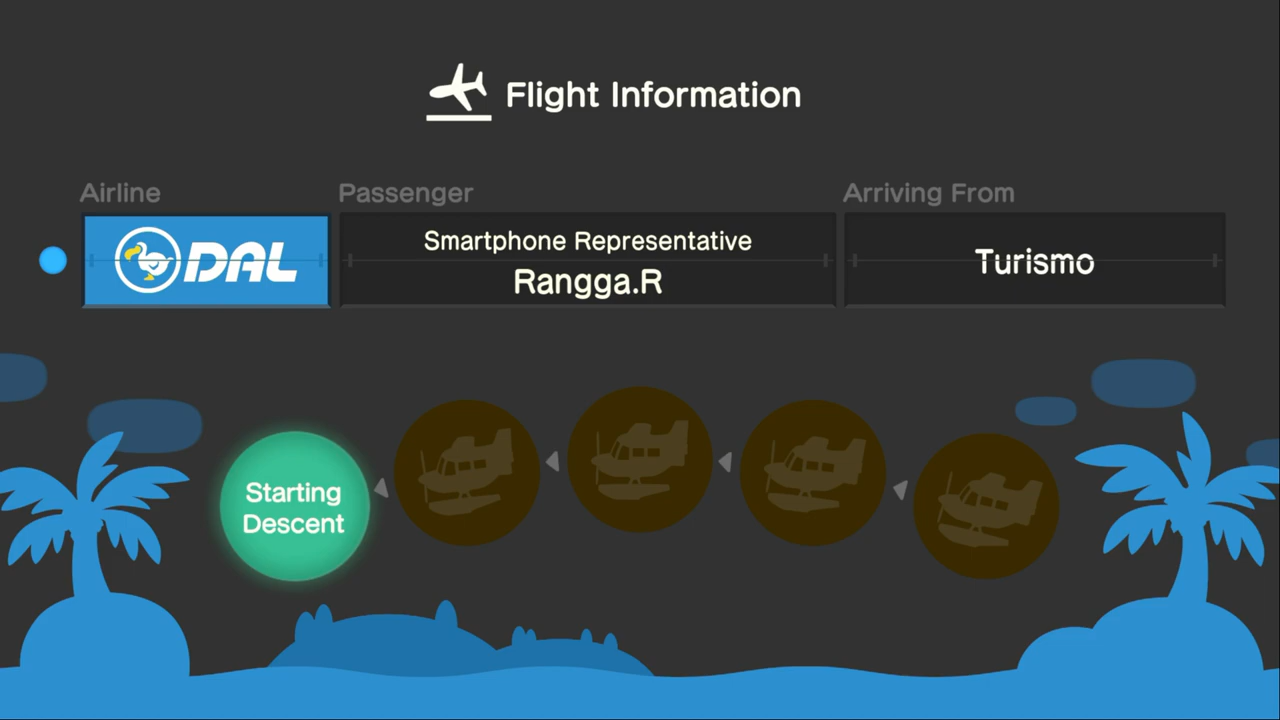 Flight Information
Airline
Passenger
Arriving From
DAL
Smartphone Representative
Rangga.R
Turismo
Starting
Descent